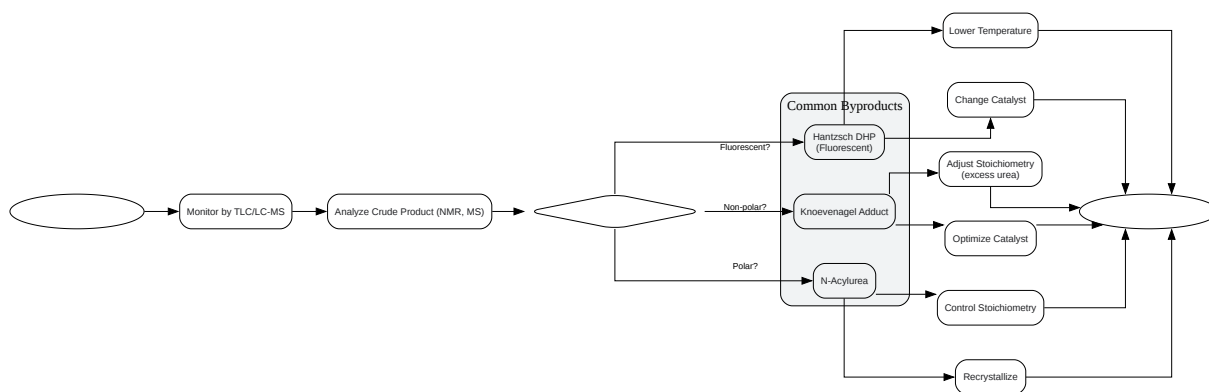 Lower Temperature
Common Byproducts
Change Catalyst
Fluorescent?
Hantzsch DHP
(Fluorescent)
Adjust Stoichiometry
(excess urea)
Monitor by TLC/LC-MS
Analyze Crude Product (NMR, MS)
Non-polar?
Knoevenagel Adduct
Optimize Catalyst
Polar?
N-Acylurea
Control Stoichiometry
Recrystallize